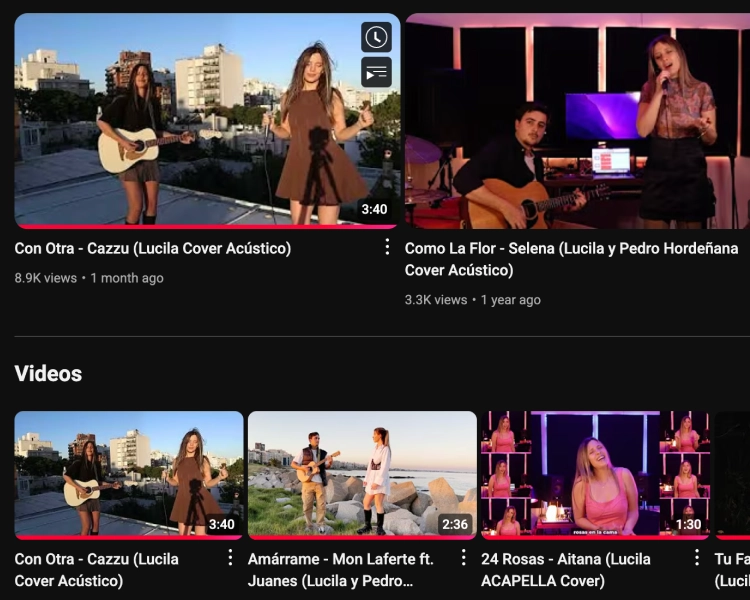 3:40
Con Otra - Cazzu (Lucila Cover Acústico)
8.9K views • 1 month ago
Como La Flor - Selena (Lucila y Pedro Hordeñana
Cover Acústico)
3.3K views • 1 year ago
Videos
3:40
Con Otra - Cazzu (Lucila
Cover Acústico)
2:36
Amárrame - Mon Laferte ft.
Juanes (Lucila y Pedro...
rosas en la cama
1:30
24 Rosas - Aitana (Lucila
ACAPELLA Cover)
Tu Fa
(Lucil